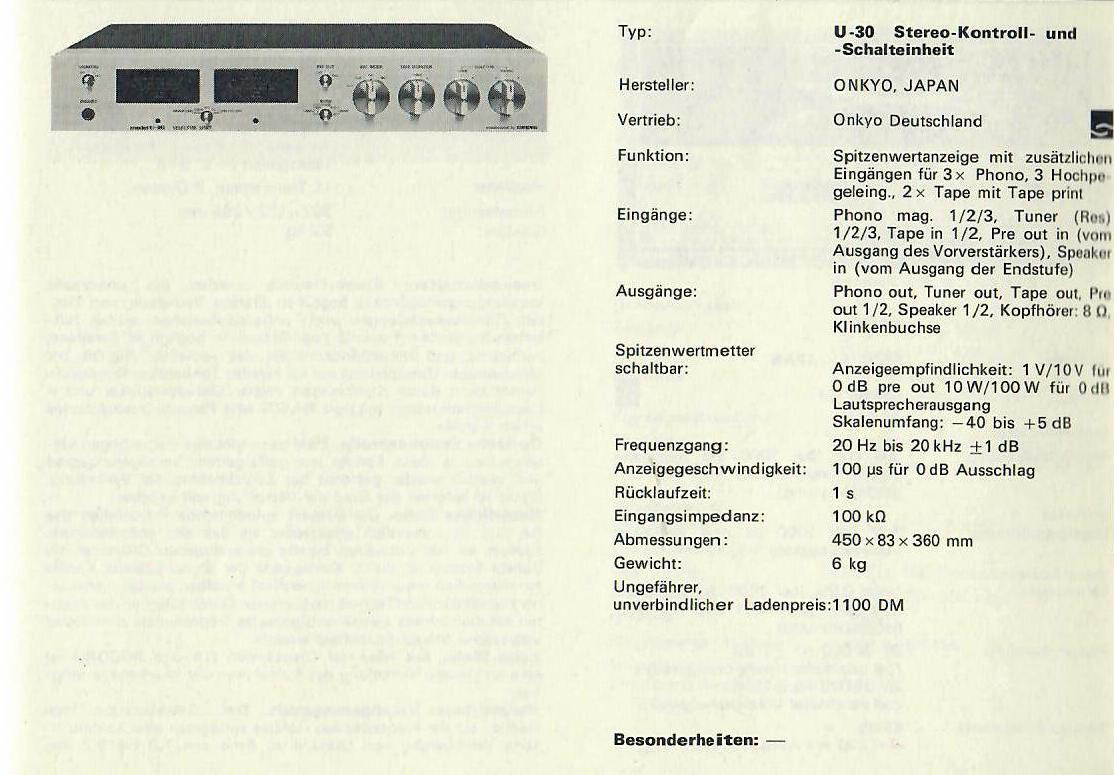 Typ: U-30 Stereo-Kontroll- und
-Schalteinheit
Hersteller: ONKYO, JAPAN
Vertrieb: Onkyo Deutschland
Funktion: Spitzenwertanzeige mit zusätzlichen
Eingängen für 3× Phono, 3 Hochpe-
geleing., 2× Tape mit Tape print
Eingänge: Phono mag. 1/2/3, Tuner (Res)
1/2/3, Tape in 1/2, Pre out in (vom
Ausgang des Vorverstärkers), Speaker
in (vom Ausgang der Endstufe)
Ausgänge: Phono out, Tuner out, Tape out, Pre
out 1/2, Speaker 1/2, Kopfhörer: 8 Ω,
Klinkenbuchse
Spitzenwertmetter
schaltbar: Anzeigeempfindlichkeit: 1 V/10 V für
0 dB pre out 10 W/100 W für 0 dB
Lautsprecherausgang
Skalenumfang: −40 bis +5 dB
Frequenzgang: 20 Hz bis 20 kHz ±1 dB
Anzeigegeschwindigkeit: 100 µs für 0 dB Ausschlag
Rücklaufzeit: 1 s
Eingangsimpedanz: 100 kΩ
Abmessungen: 450 × 83 × 360 mm
Gewicht: 6 kg
Ungefährer,
unverbindlicher Ladenpreis: 1100 DM
Besonderheiten: —